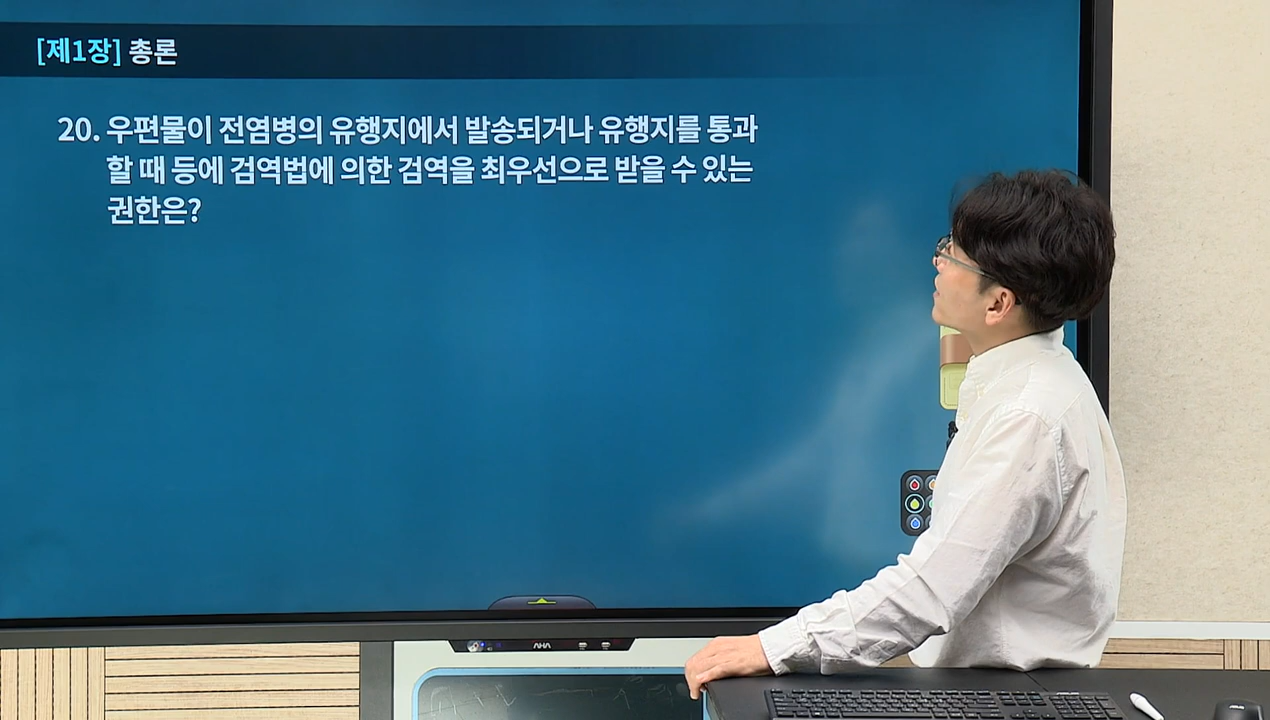 [제1장] 총론
20. 우편물이 전염병의 유행지에서 발송되거나 유행지를 통과
할 때 등에 검역법에 의한 검역을 최우선으로 받을 수 있는
권한은?
AHA
ASUS